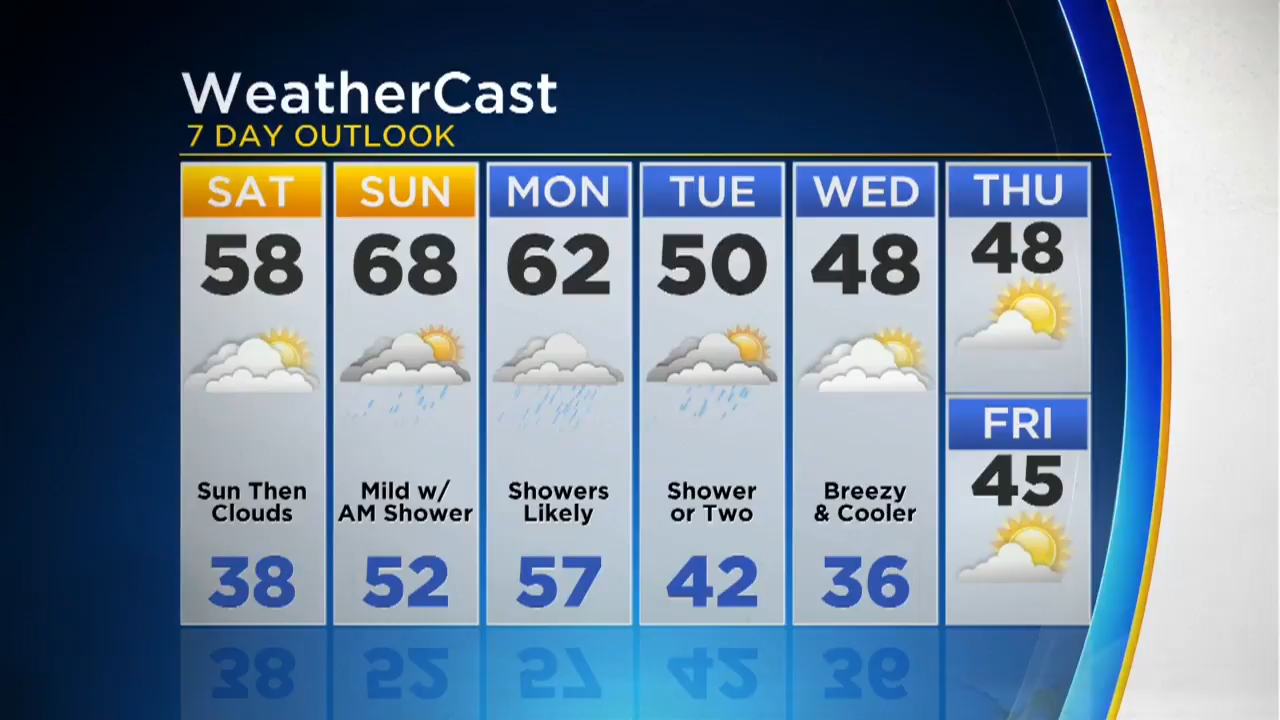 WeatherCast
7 DAY OUTLOOK
SAT
58
Sun Then
Clouds
38
SUN
68
Mild w/
AM Shower
52
MON
62
Showers
Likely
57
TUE
50
Shower
or Two
42
WED
48
Breezy
& Cooler
36
THU
48
FRI
45